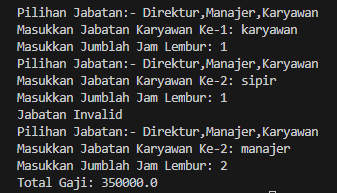 Pilihan Jabatan:- Direktur,Manajer,Karyawan
Masukkan Jabatan Karyawan Ke-1: karyawan
Masukkan Jumblah Jam Lembur: 1
Pilihan Jabatan:- Direktur,Manajer,Karyawan
Masukkan Jabatan Karyawan Ke-2: sipir
Masukkan Jumblah Jam Lembur: 1
Jabatan Invalid
Pilihan Jabatan:- Direktur,Manajer,Karyawan
Masukkan Jabatan Karyawan Ke-2: manajer
Masukkan Jumblah Jam Lembur: 2
Total Gaji: 350000.0